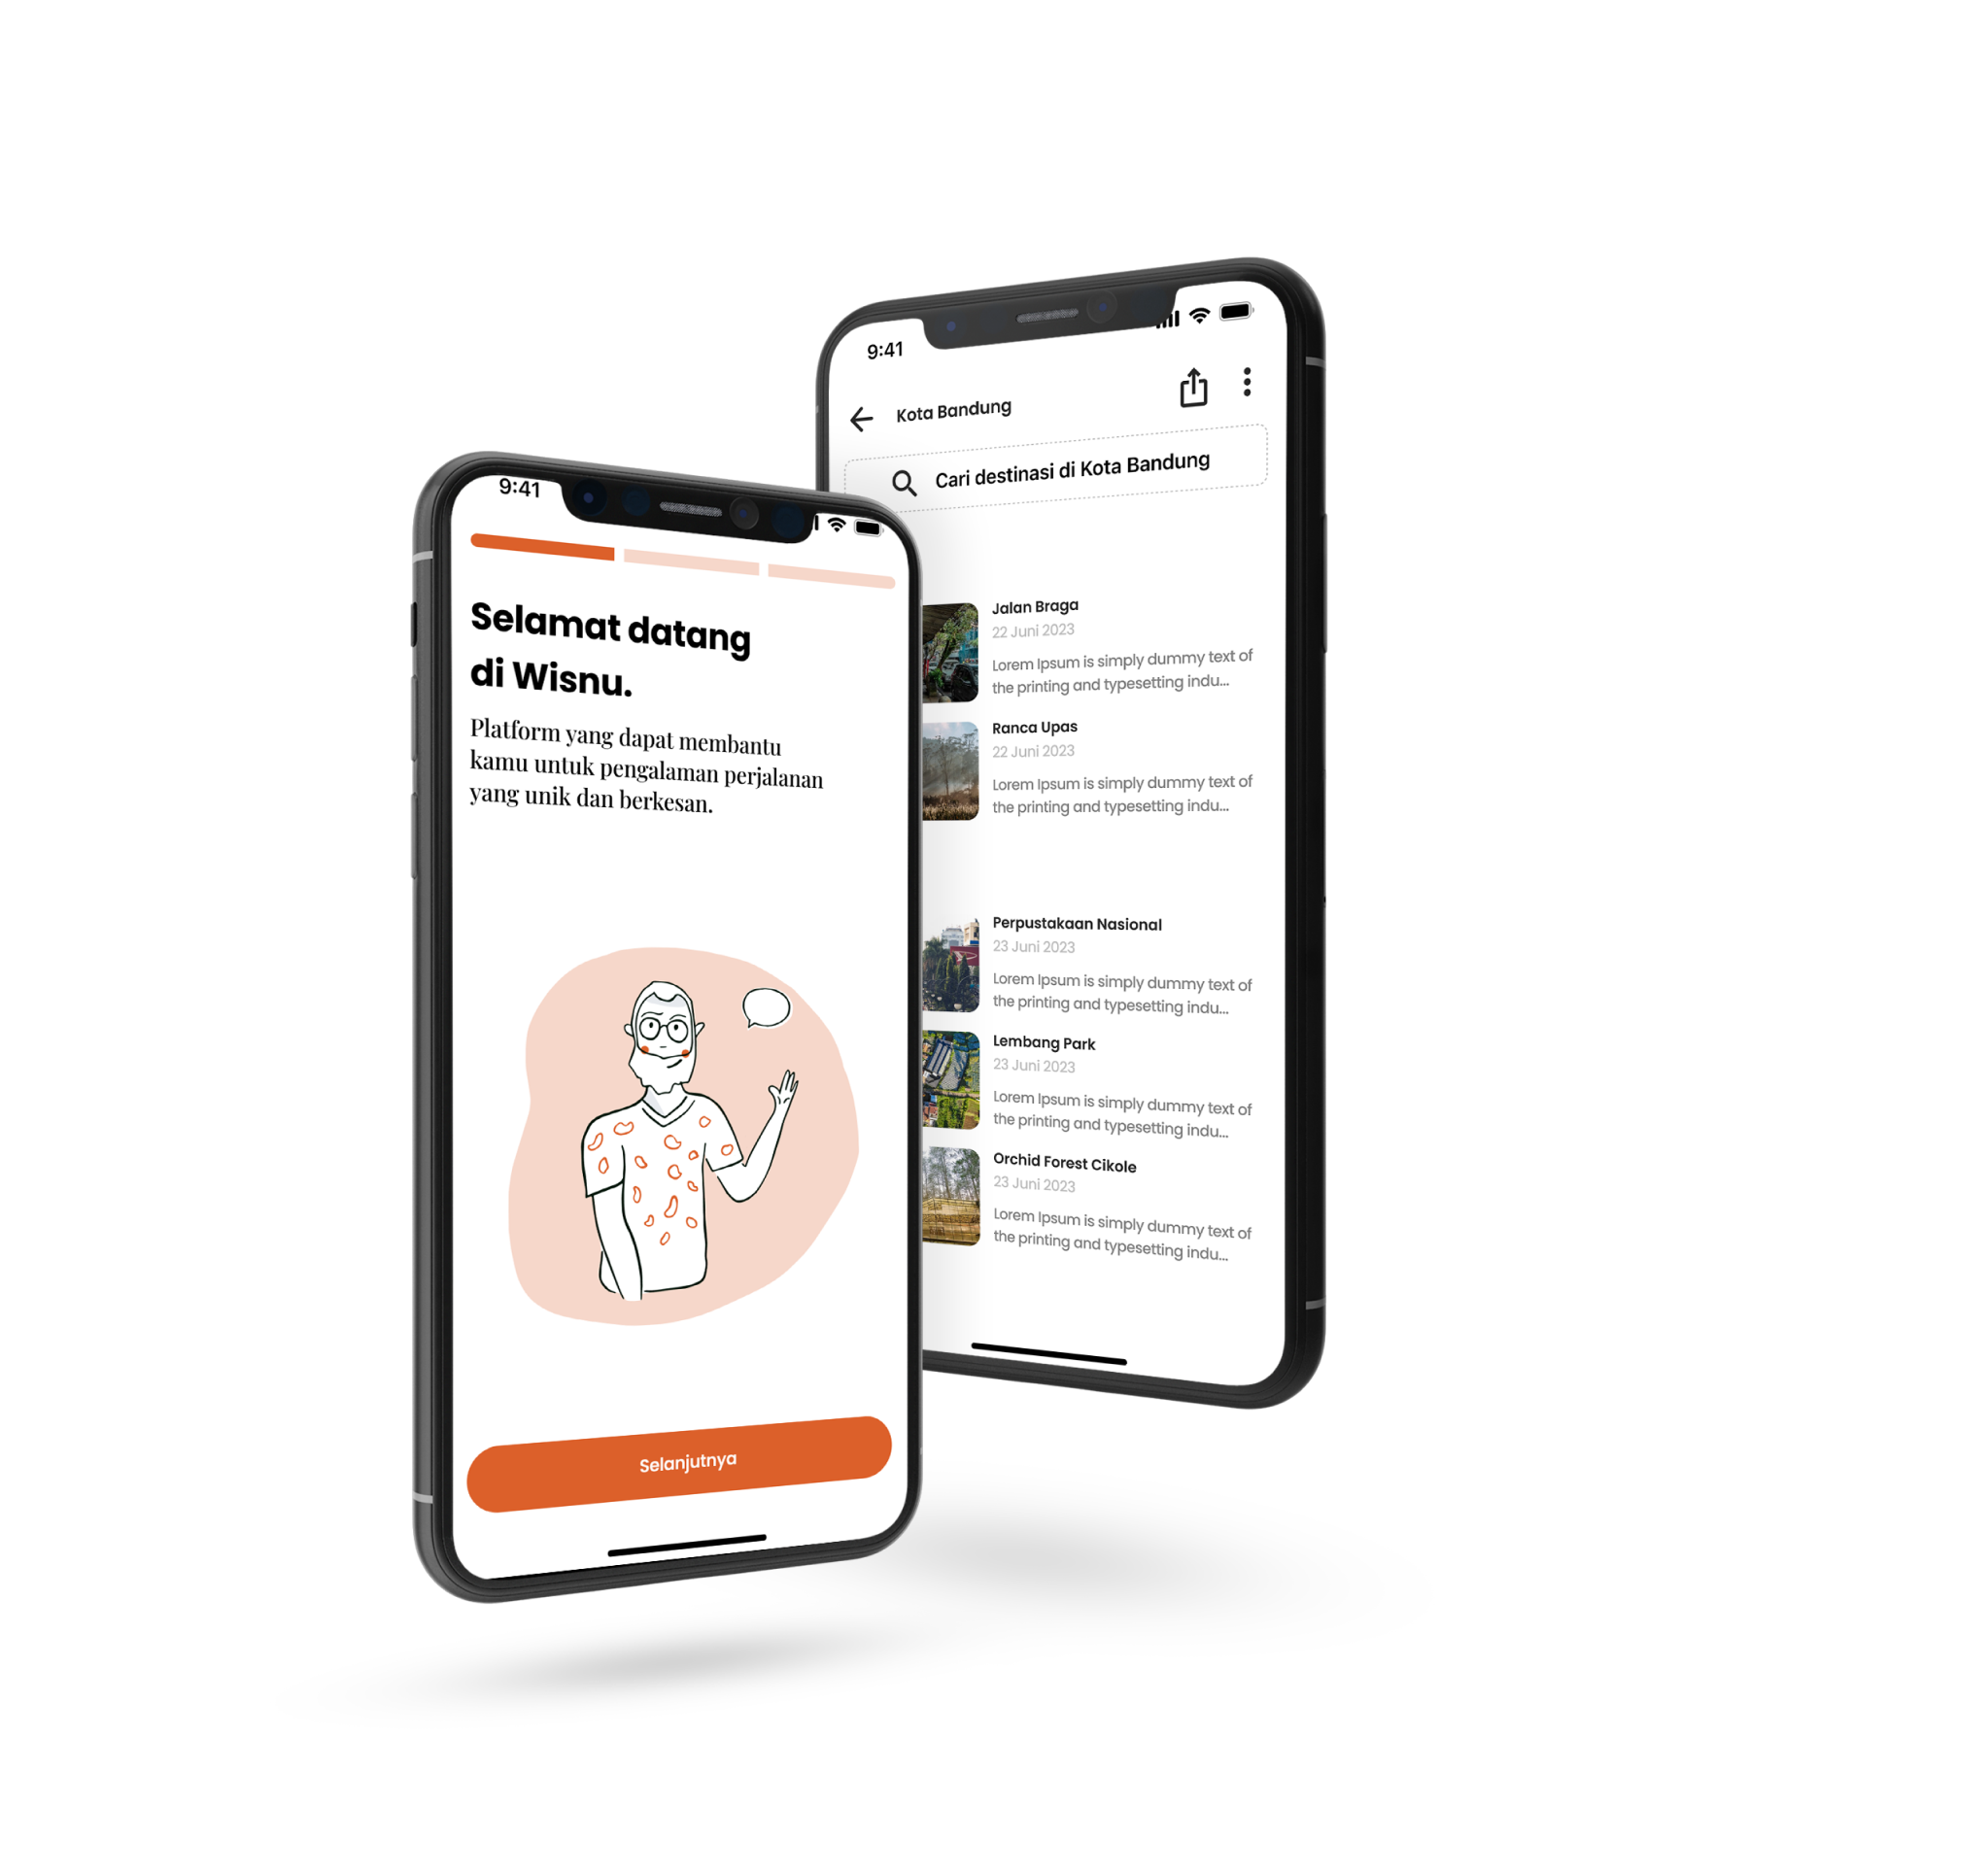 9:41
Selamat datang
di Wisnu.
Platform yang dapat membantu
kamu untuk pengalaman perjalanan
yang unik dan berkesan.
Selanjutnya
9:41
Kota Bandung
Cari destinasi di Kota Bandung
Jalan Braga
22 Juni 2023
Lorem Ipsum is simply dummy text of
the printing and typesetting indu...
Ranca Upas
22 Juni 2023
Lorem Ipsum is simply dummy text of
the printing and typesetting indu...
Perpustakaan Nasional
23 Juni 2023
Lorem Ipsum is simply dummy text of
the printing and typesetting indu...
Lembang Park
23 Juni 2023
Lorem Ipsum is simply dummy text of
the printing and typesetting indu...
Orchid Forest Cikole
23 Juni 2023
Lorem Ipsum is simply dummy text of
the printing and typesetting indu...